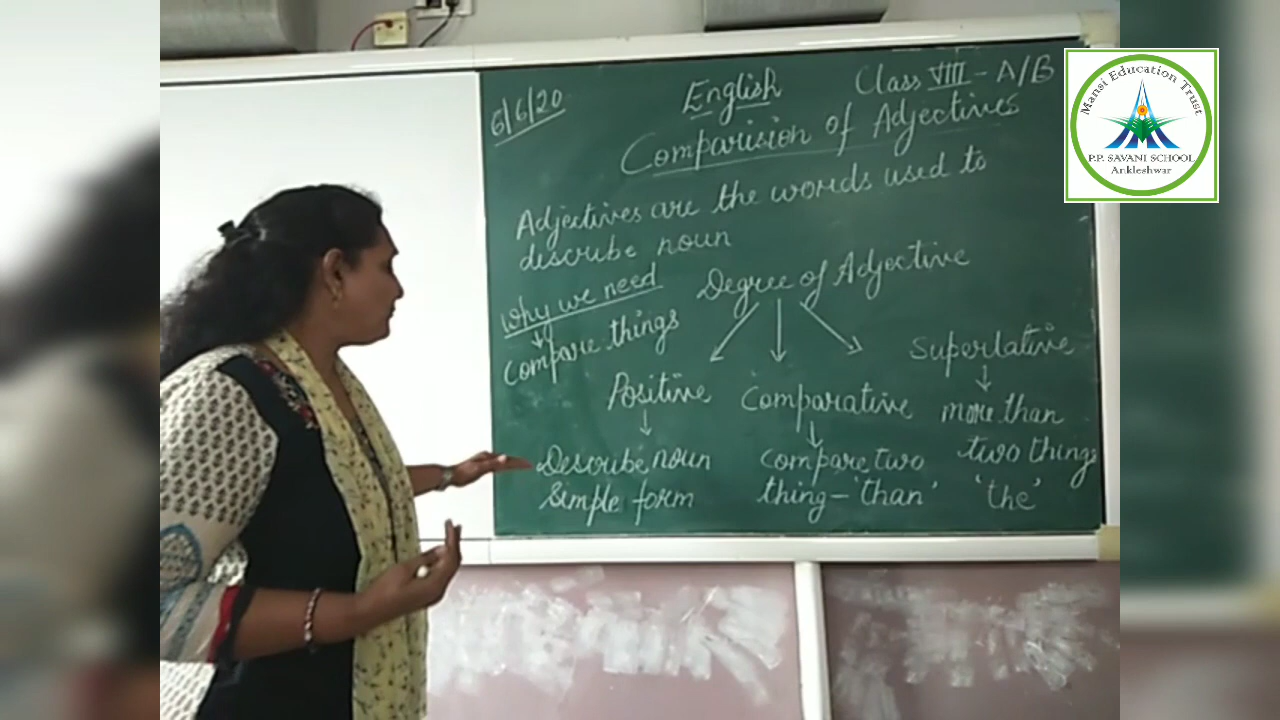 6/6/20
English
Class VIII - A/B
Comparision of Adjectives
Adjectives are the words used to
describe noun
why we need
compare things
Degree of Adjective
Positive
Describe noun
Simple form
Comparative
compare two
thing - 'than'
Superlative
more than
two things
'the'
Mansi Education Trust
P.P. SAVANI SCHOOL
Ankleshwar